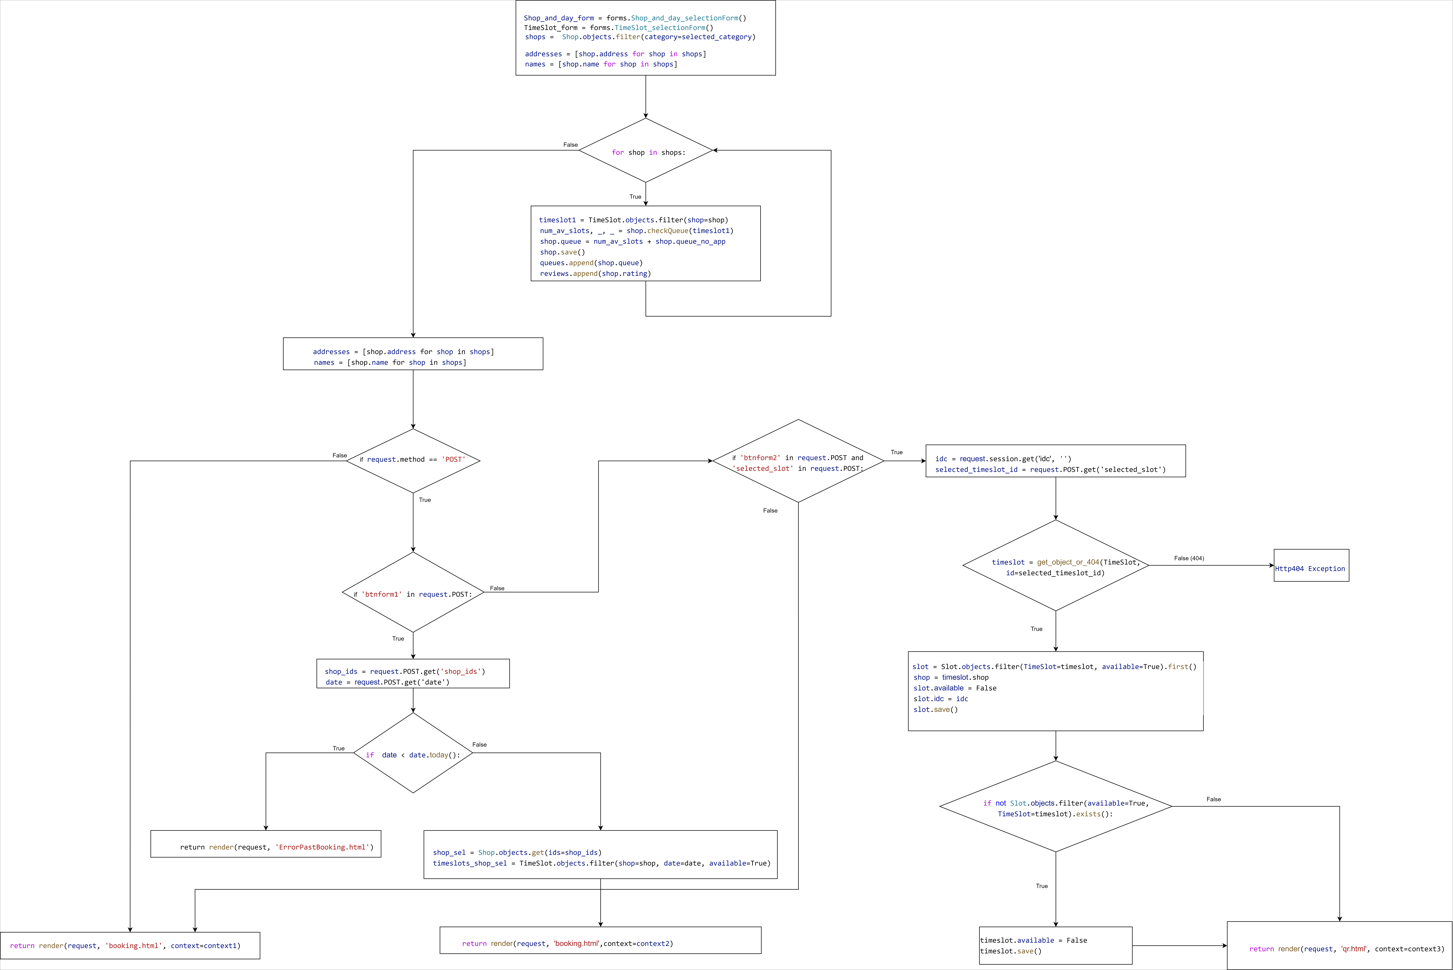 Shop_and_day_form = forms.Shop_and_day_selectionForm()
TimeSlot_form = forms.TimeSlot_selectionForm()
shops =  Shop.objects.filter(category=selected_category)
addresses = [shop.address for shop in shops]
names = [shop.name for shop in shops]
False
for shop in shops:
True
timeslot1 = TimeSlot.objects.filter(shop=shop)
num_av_slots, _, _ = shop.checkQueue(timeslot1)
shop.queue = num_av_slots + shop.queue_no_app
shop.save()
queues.append(shop.queue)
reviews.append(shop.rating)
addresses = [shop.address for shop in shops]
names = [shop.name for shop in shops]
False
if request.method == 'POST'
True
if 'btnform2' in request.POST and
'selected_slot' in request.POST:
True
False
idc = request.session.get('idc', '')
selected_timeslot_id = request.POST.get('selected_slot')
timeslot = get_object_or_404(TimeSlot,
id=selected_timeslot_id)
False (404)
Http404 Exception
True
if 'btnform1' in request.POST:
False
True
shop_ids = request.POST.get('shop_ids')
date = request.POST.get('date')
slot = Slot.objects.filter(TimeSlot=timeslot, available=True).first()
shop = timeslot.shop
slot.available = False
slot.idc = idc
slot.save()
True
if  date < date.today():
False
if not Slot.objects.filter(available=True,
TimeSlot=timeslot).exists():
False
True
return render(request, 'ErrorPastBooking.html')
shop_sel = Shop.objects.get(ids=shop_ids)
timeslots_shop_sel = TimeSlot.objects.filter(shop=shop, date=date, available=True)
return render(request, 'booking.html', context=context1)
return render(request, 'booking.html',context=context2)
timeslot.available = False
timeslot.save()
return render(request, 'qr.html', context=context3)